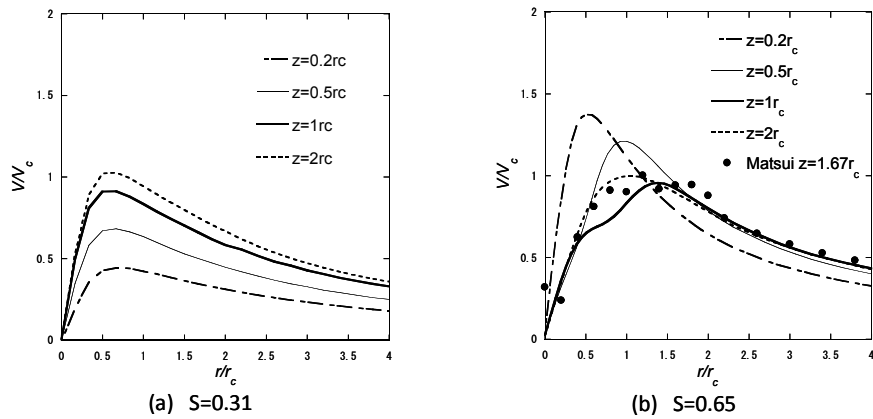 2
1.5
1
0.5
0
V/Vc
z=0.2rc
z=0.5rc
z=1rc
z=2rc
0 0.5 1 1.5 2 2.5 3 3.5 4
r/rc
(a) S=0.31
2
1.5
1
0.5
0
V/Vc
z=0.2rc
z=0.5rc
z=1rc
z=2rc
Matsui z=1.67rc
0 0.5 1 1.5 2 2.5 3 3.5 4
r/rc
(b) S=0.65